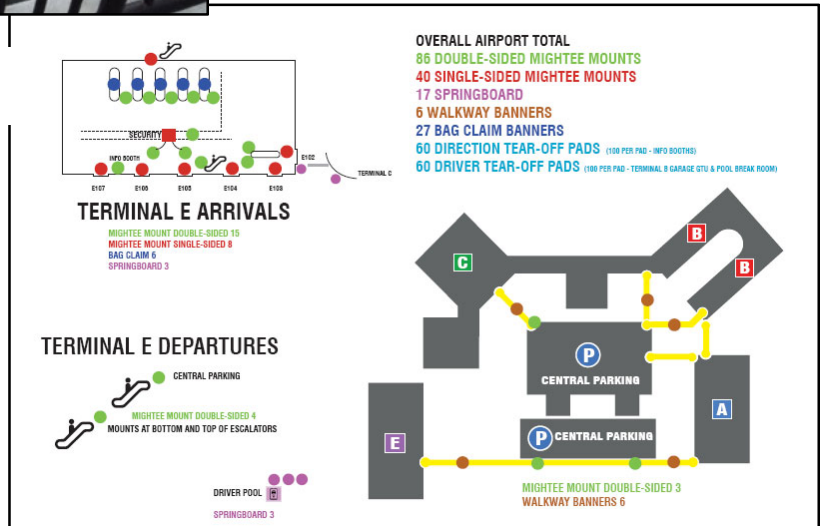 OVERALL AIRPORT TOTAL
86 DOUBLE-SIDED MIGHTEE MOUNTS
40 SINGLE-SIDED MIGHTEE MOUNTS
17 SPRINGBOARD
6 WALKWAY BANNERS
27 BAG CLAIM BANNERS
60 DIRECTION TEAR-OFF PADS (100 PER PAD - INFO BOOTHS)
60 DRIVER TEAR-OFF PADS (100 PER PAD - TERMINAL B GARAGE GTU & POOL BREAK ROOM)
SECURITY
INFO BOOTH
E102
TERMINAL C
E107
E106
E105
E104
E103
TERMINAL E ARRIVALS
MIGHTEE MOUNT DOUBLE-SIDED 15
MIGHTEE MOUNT SINGLE-SIDED 8
BAG CLAIM 6
SPRINGBOARD 3
TERMINAL E DEPARTURES
CENTRAL PARKING
MIGHTEE MOUNT DOUBLE-SIDED 4
MOUNTS AT BOTTOM AND TOP OF ESCALATORS
DRIVER POOL
SPRINGBOARD 3
B
C
B
P
CENTRAL PARKING
A
E
P CENTRAL PARKING
MIGHTEE MOUNT DOUBLE-SIDED 3
WALKWAY BANNERS 6